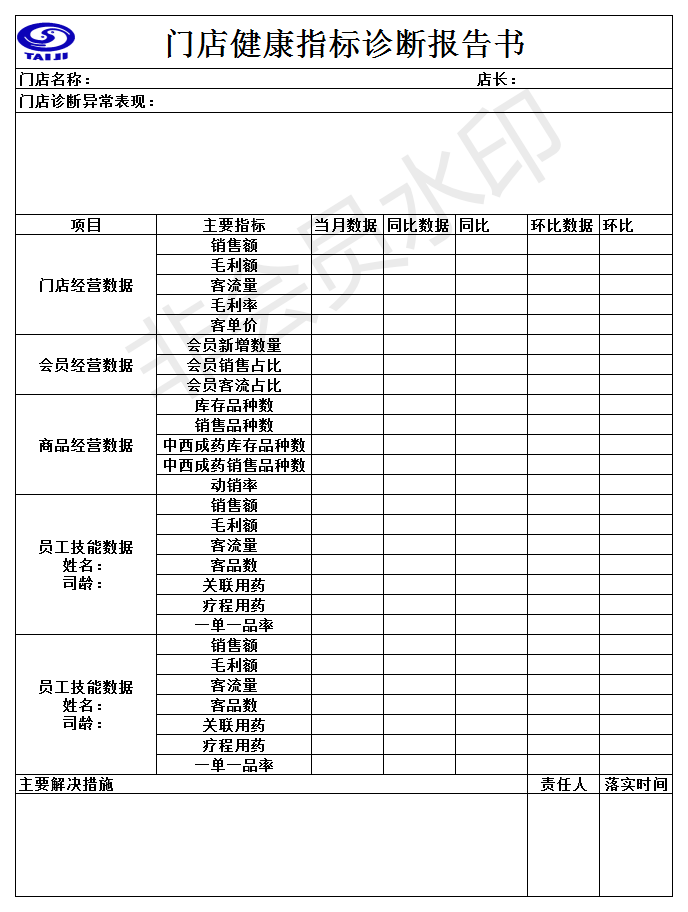 TAIJI
门店健康指标诊断报告书
门店名称： 店长：
门店诊断异常表现：
项目 主要指标 当月数据 同比数据 同比 环比数据 环比
门店经营数据
销售额
毛利额
客流量
毛利率
客单价
会员经营数据
会员新增数量
会员销售占比
会员客流占比
商品经营数据
库存品种数
销售品种数
中西成药库存品种数
中西成药销售品种数
动销率
员工技能数据
姓名：
司龄：
销售额
毛利额
客流量
客品数
关联用药
疗程用药
一单一品率
员工技能数据
姓名：
司龄：
销售额
毛利额
客流量
客品数
关联用药
疗程用药
一单一品率
主要解决措施 责任人 落实时间
非会员水印